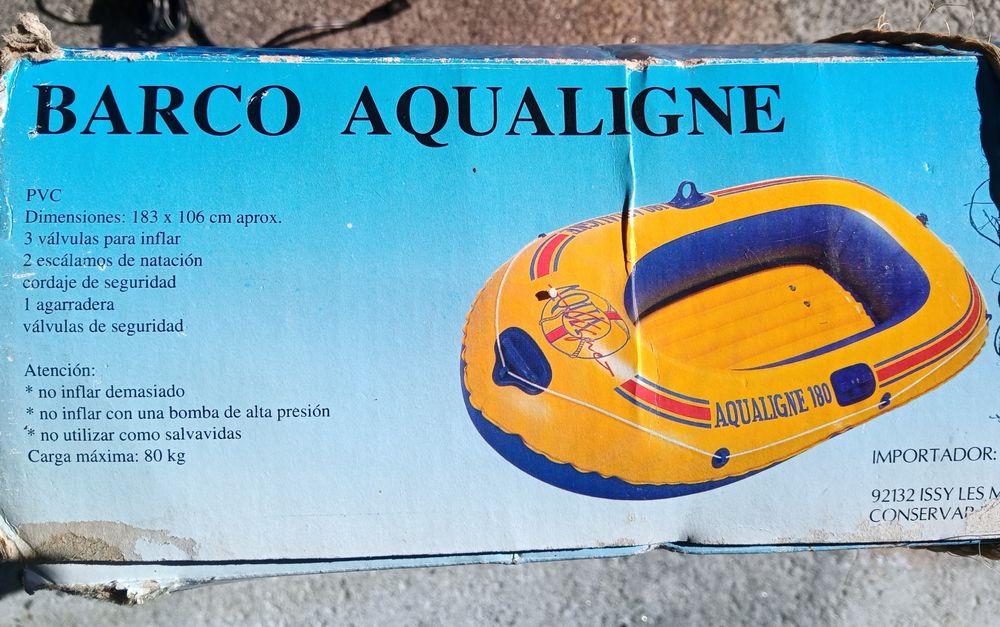 BARCO AQUALIGNE
PVC
Dimensiones: 183 x 106 cm aprox.
3 válvulas para inflar
2 escálamos de natación
cordaje de seguridad
1 agarradera
válvulas de seguridad
Atención:
* no inflar demasiado
* no inflar con una bomba de alta presión
* no utilizar como salvavidas
Carga máxima: 80 kg
AQUALIGNE 180
IMPORTADOR:
92132 ISSY LES